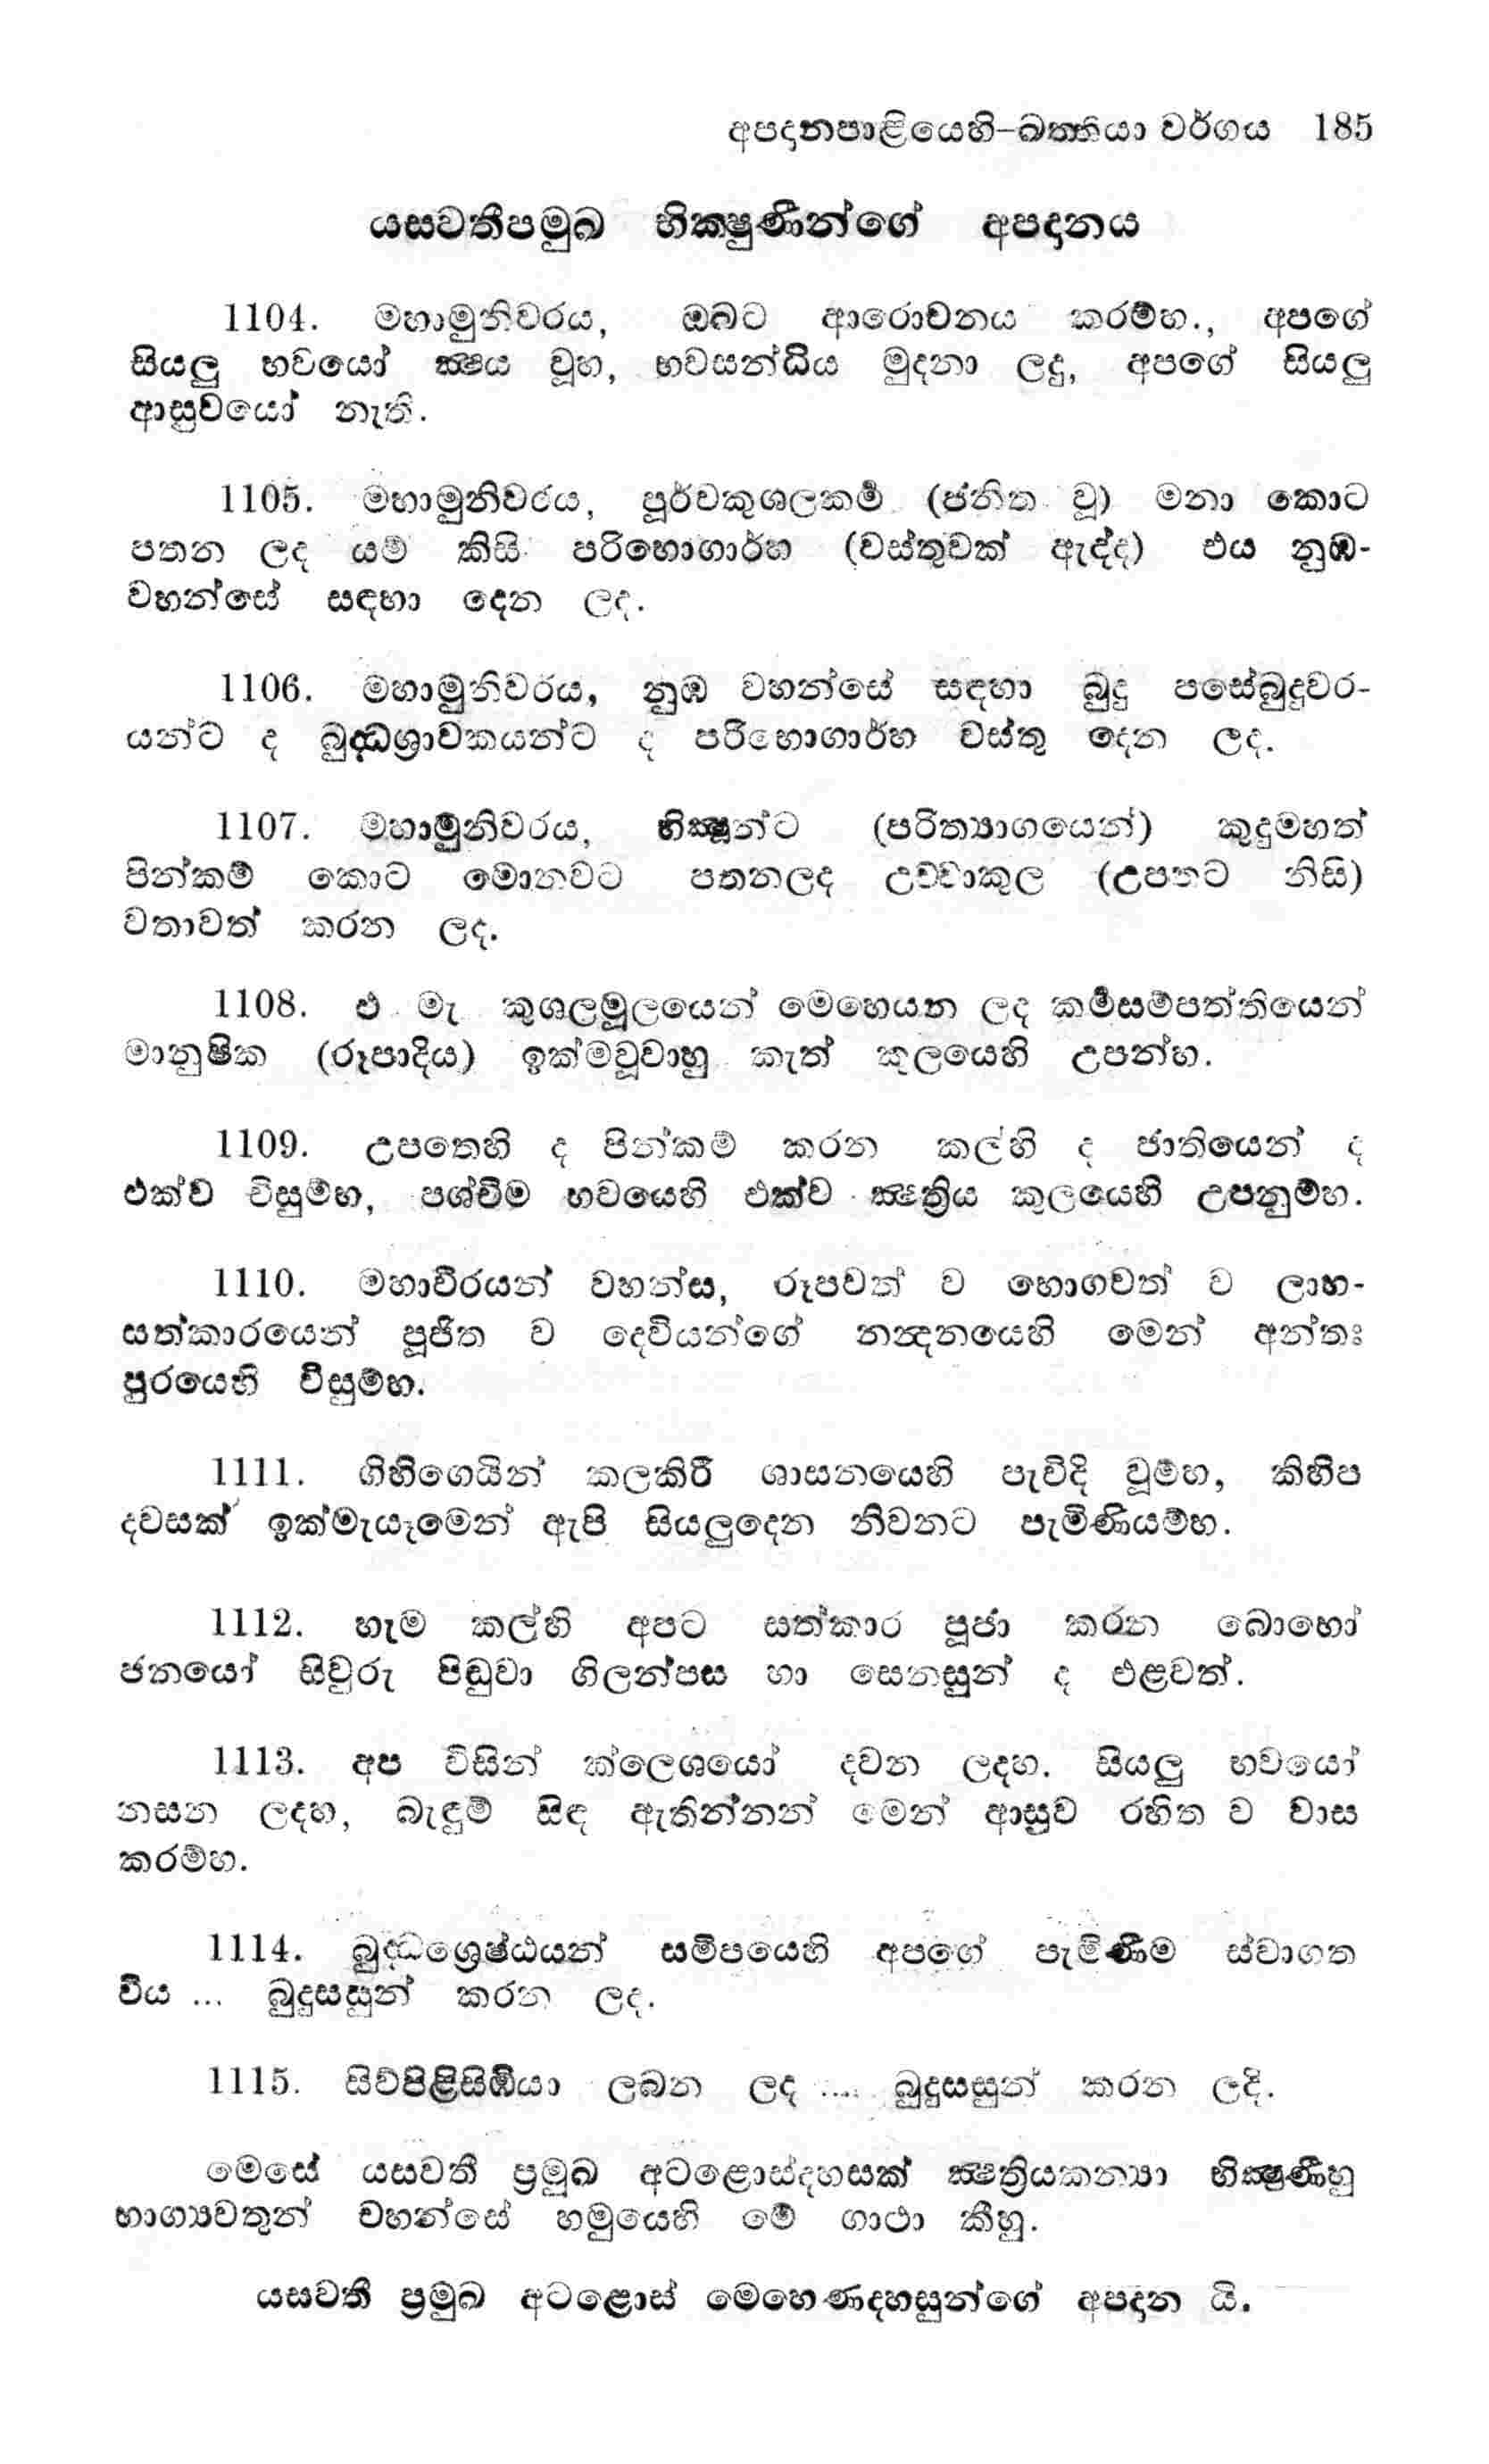 අපදානපාළියෙහි-ඛත්තියා වර්ගය 185
යසවතීපමුඛ භික්‍ෂුණීන්ගේ අපදානය
1104. මහාමුනිවරය, ඔබට ආරොචනය කරම්හ., අපගේ
සියලු භවයෝ ක්‍ෂය වූහ, භවසන්ධිය මුදනා ලදු, අපගේ සියලු
ආසුවයෝ නැති.
1105. මහාමුනිවරය, පූර්වකුශලකර්‍ම (ජනිත වූ) මනා කොට
පතන ලද යම් කිසි පරිභොගාර්හ (වස්තුවක් ඇද්ද) එය නුඹ-
වහන්සේ සඳහා දෙන ලද.
1106. මහාමුනිවරය, නුඹ වහන්සේ සඳහා බුදු පසේබුදුවර-
යන්ට ද බුද්‍ධශ්‍රාවකයන්ට ද පරිභොගාර්හ වස්තු දෙන ලද.
1107. මහාමුනිවරය, භික්‍ෂූන්ට (පරිත්‍යාගයෙන්) කුදුමහත්
පින්කම් කොට මොනවට පතනලද උච්චාකුල (උපතට නිසි)
වතාවත් කරන ලද.
1108. එ මැ කුශලමූලයෙන් මෙහෙයන ලද කර්‍මසම්පත්තියෙන්
මානුෂික (රූපාදිය) ඉක්මවූවාහු කැත් කුලයෙහි උපන්හ.
1109. උපතෙහි ද පින්කම් කරන කල්හි ද ජාතියෙන් ද
එක්ව විසුම්හ, පශ්චිම භවයෙහි එක්ව ක්‍ෂත්‍රිය කුලයෙහි උපනුම්හ.
1110. මහාවීරයන් වහන්ස, රූපවත් ව භොගවත් ව ලාභ-
සත්කාරයෙන් පූජිත ව දෙවියන්ගේ නන්‍දනයෙහි මෙන් අන්තඃ
පුරයෙහි විසුම්හ.
1111. ගිහිගෙයින් කලකිරී ශාසනයෙහි පැවිදි වූම්හ, කිහිප
දවසක් ඉක්මැයෑමෙන් ඇපි සියලුදෙන නිවනට පැමිණියම්හ.
1112. හැම කල්හි අපට සත්කාර පූජා කරන බොහෝ
ජනයෝ සිවුරු පිඬුවා ගිලන්පස හා සෙනසුන් ද එළවත්.
1113. අප විසින් ක්ලෙශයෝ දවන ලදහ. සියලු භවයෝ
නසන ලදහ, බැඳුම් සිඳ ඇතින්නන් මෙන් ආසුව රහිත ව වාස
කරම්හ.
1114. බුද්‍ධශ්‍රෙෂ්ඨයන් සමීපයෙහි අපගේ පැමිණීම ස්වාගත
විය ... බුදුසසුන් කරන ලද.
1115. සිව්පිළිසිඹියා ලබන ලද .... බුදුසසුන් කරන ලදි.
මෙසේ යසවතී ප්‍රමුඛ අටළොස්දහසක් ක්‍ෂත්‍රියකන්‍යා භික්‍ෂුණීහු
භාග්‍යවතුන් වහන්සේ හමුයෙහි මේ ගාථා කීහු.
යසවතී ප්‍රමුඛ අටළොස් මෙහෙණදහසුන්ගේ අපදාන යි.